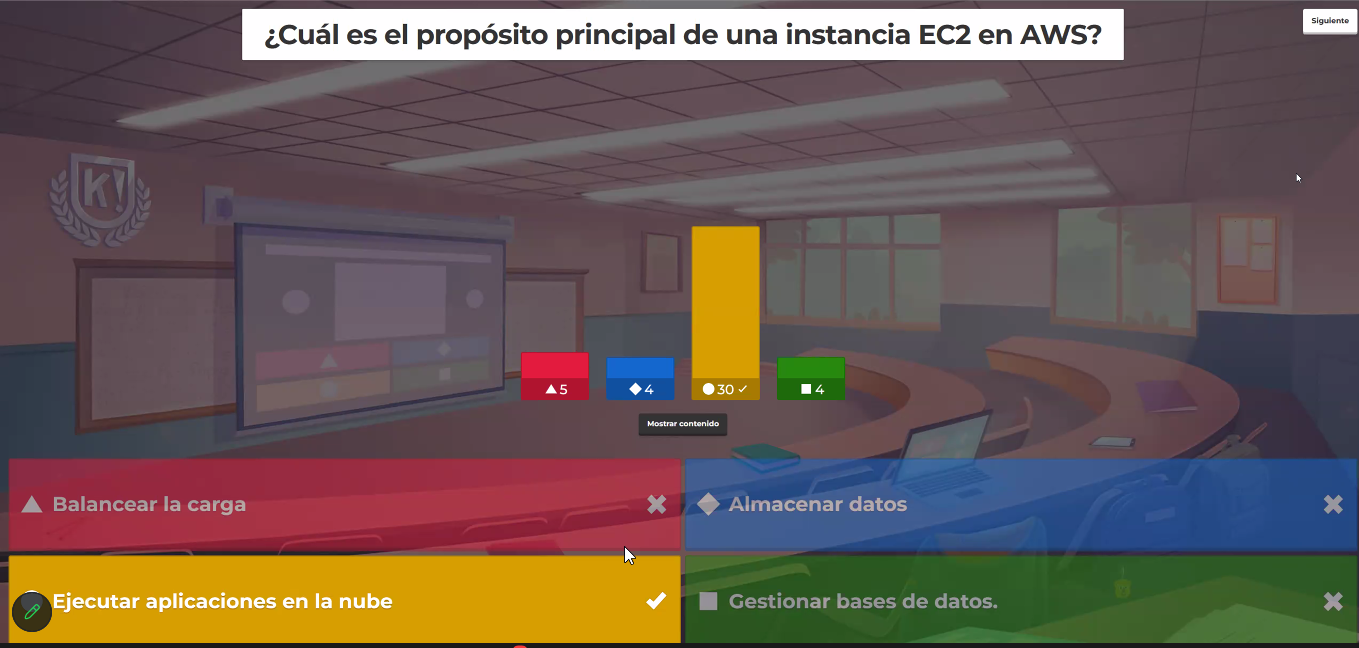 ¿Cuál es el propósito principal de una instancia EC2 en AWS?
Siguiente
K!
5
4
30
4
Mostrar contenido
Balancear la carga
Almacenar datos
Ejecutar aplicaciones en la nube
Gestionar bases de datos.